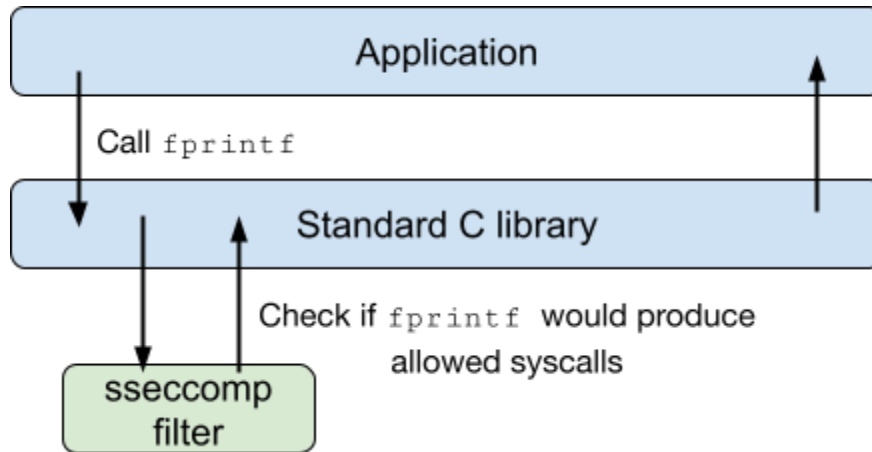 Application
Call fprintf
Standard C library
Check if fprintf would produce
allowed syscalls
sseccomp
filter